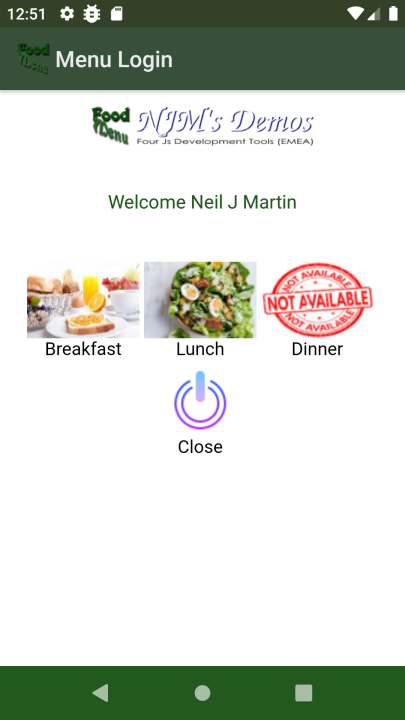 12:51
Food Menu
Menu Login
Food Menu
NJM's Demos
Four Js Development Tools (EMEA)
Welcome Neil J Martin
NOT AVAILABLE
NOT AVAILABLE
NOT AVAILABLE
Breakfast
Lunch
Dinner
Close